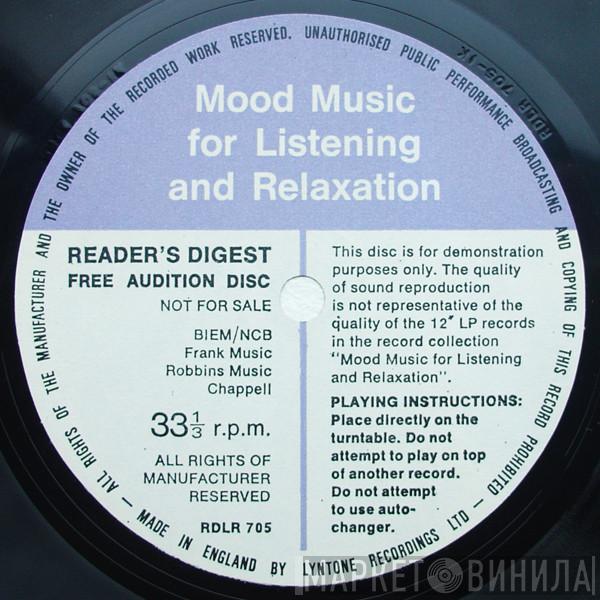 ALL RIGHTS OF THE MANUFACTURER AND THE OWNER OF THE RECORDED WORK RESERVED. UNAUTHORISED PUBLIC PERFORMANCE BROADCASTING AND COPYING OF THIS RECORD PROHIBITED — MADE IN ENGLAND BY LYNTONE RECORDINGS LTD —
Mood Music
for Listening
and Relaxation
READER'S DIGEST
FREE AUDITION DISC
NOT FOR SALE
BIEM/NCB
Frank Music
Robbins Music
Chappell
33⅓ r.p.m.
ALL RIGHTS OF
MANUFACTURER
RESERVED
RDLR 705
This disc is for demonstration
purposes only. The quality
of sound reproduction
is not representative of the
quality of the 12" LP records
in the record collection
"Mood Music for Listening
and Relaxation".
PLAYING INSTRUCTIONS:
Place directly on the
turntable. Do not
attempt to play on top
of another record.
Do not attempt
to use auto-
changer.
МАРКЕТ ВИНИЛА